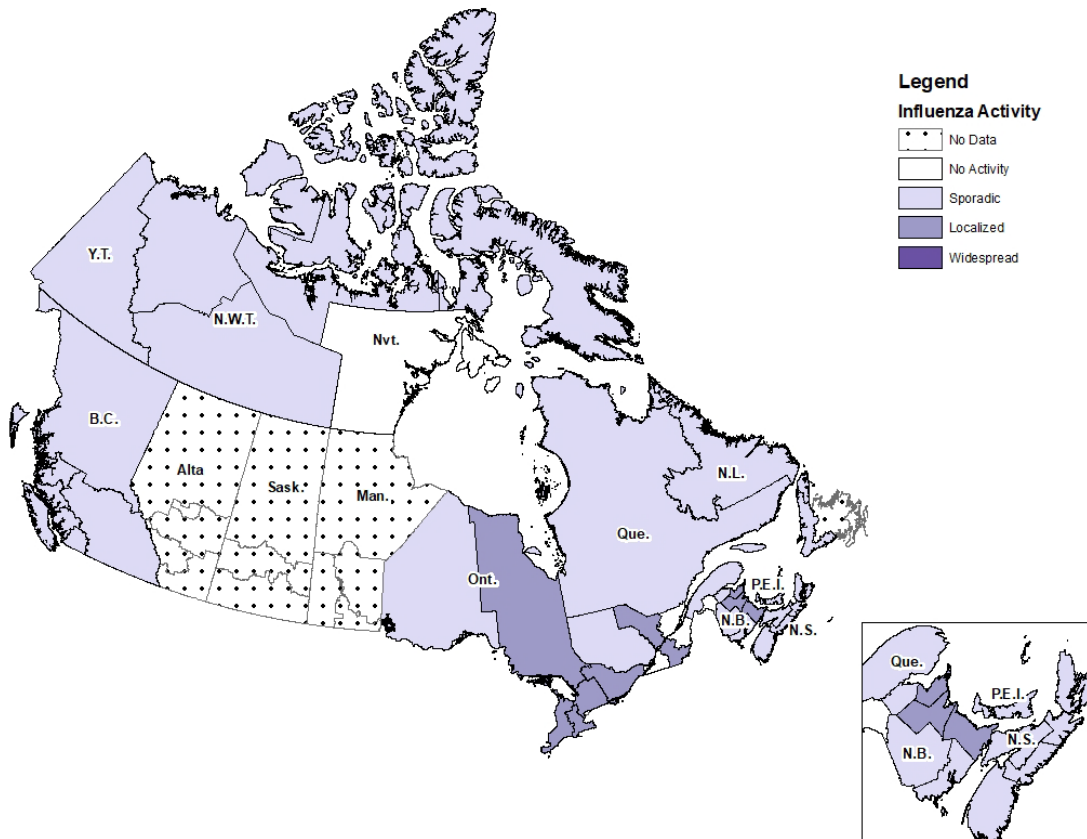 Legend
Influenza Activity
No Data
No Activity
Sporadic
Localized
Widespread
Y.T.
N.W.T.
Nvt.
B.C.
Alta
Sask.
Man.
N.L.
Que.
Ont.
P.E.I.
N.B.
N.S.
Que.
P.E.I.
N.S.
N.B.